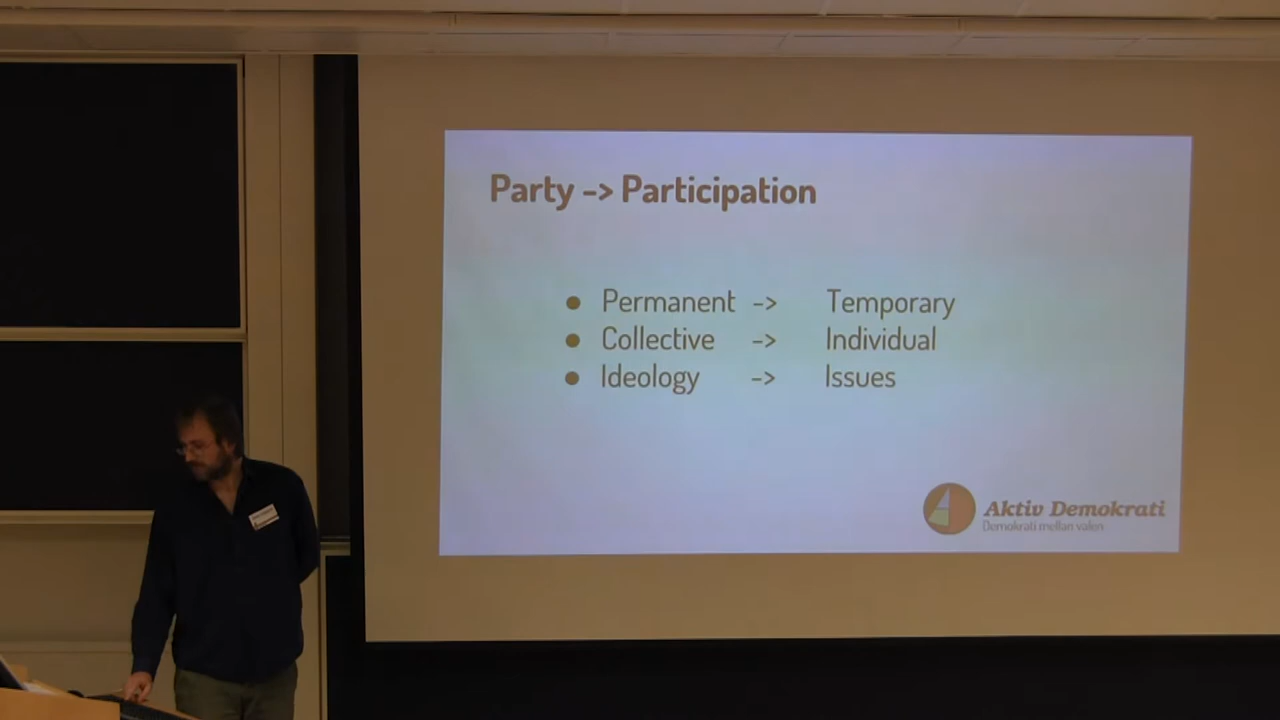 Party -> Participation
● Permanent -> Temporary
● Collective -> Individual
● Ideology -> Issues
Aktiv Demokrati
Demokrati mellan valen